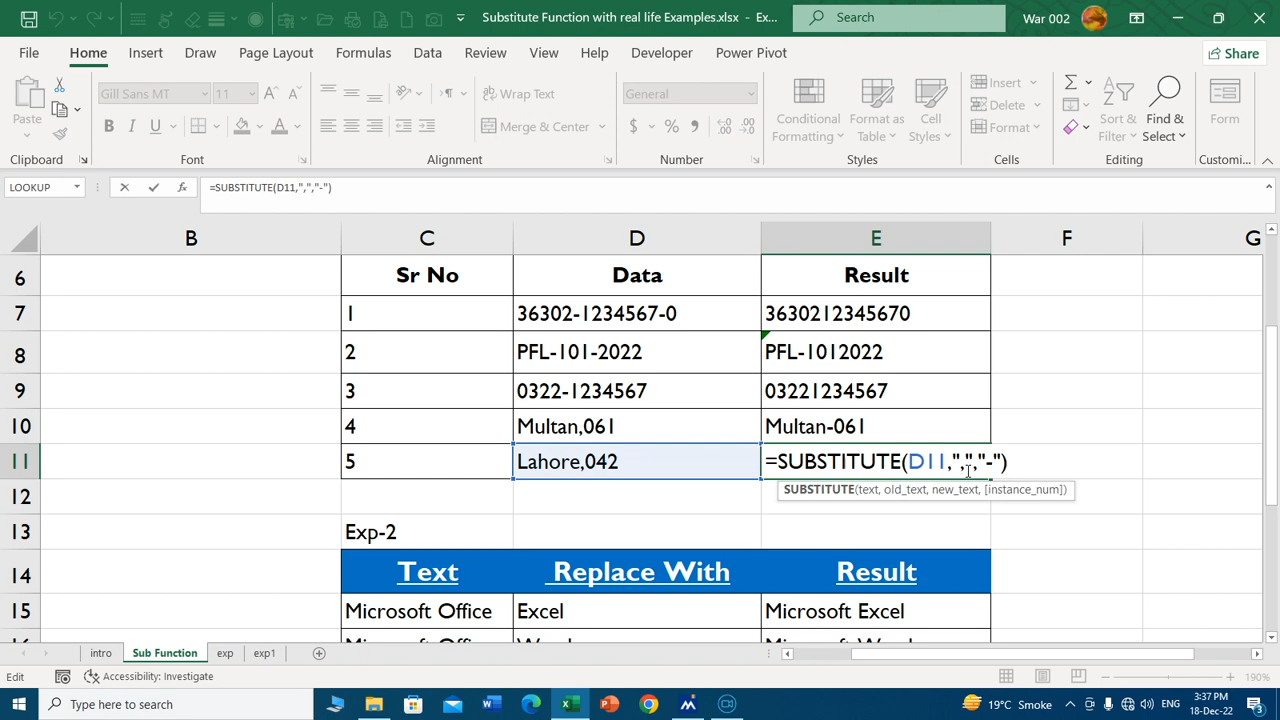 Substitute Function with real life Examples.xlsx - Ex...
Search
War 002
File
Home
Insert
Draw
Page Layout
Formulas
Data
Review
View
Help
Developer
Power Pivot
Share
Paste
Gill Sans MT
11
Wrap Text
Merge & Center
General
Conditional Formatting
Format as Table
Cell Styles
Insert
Delete
Format
Sort & Filter
Find & Select
Form
Clipboard
Font
Alignment
Number
Styles
Cells
Editing
Customi...
LOOKUP
=SUBSTITUTE(D11,",","-")
B C D E F G
6 Sr No Data Result
7 1 36302-1234567-0 3630212345670
8 2 PFL-101-2022 PFL-1012022
9 3 0322-1234567 03221234567
10 4 Multan,061 Multan-061
11 5 Lahore,042 =SUBSTITUTE(D11,",","-")
SUBSTITUTE(text, old_text, new_text, [instance_num])
12
13 Exp-2
14 Text Replace With Result
15 Microsoft Office Excel Microsoft Excel
intro
Sub Function
exp
exp1
Edit
Accessibility: Investigate
190%
Type here to search
19°C Smoke
ENG
3:37 PM
18-Dec-22
3